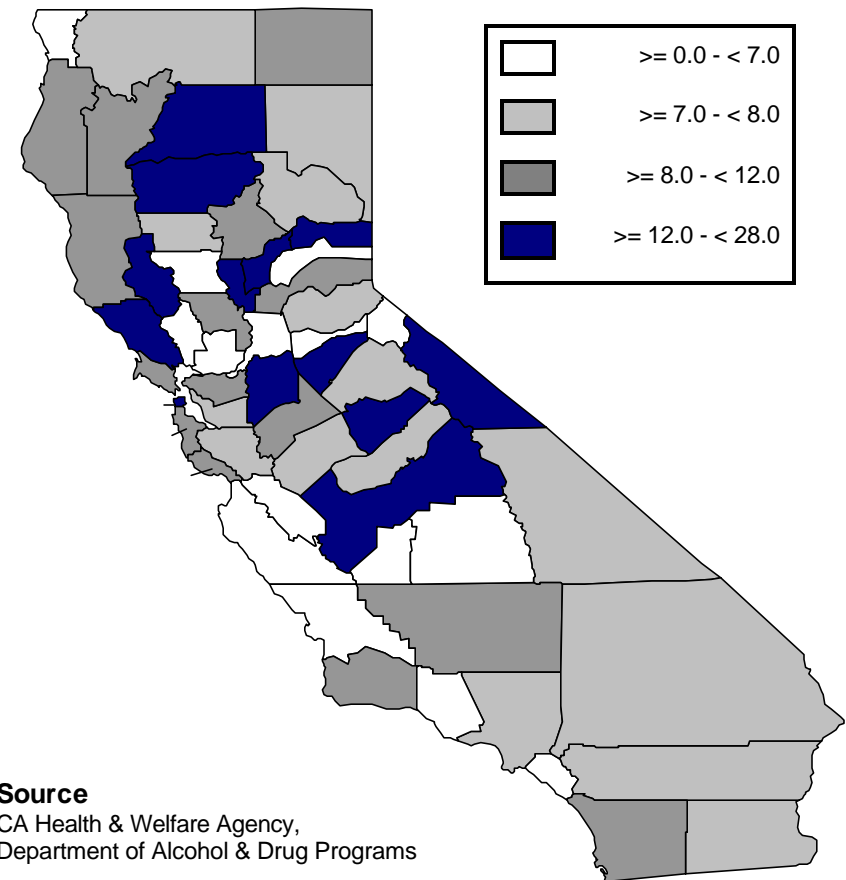 >= 0.0 - < 7.0
>= 7.0 - < 8.0
>= 8.0 - < 12.0
>= 12.0 - < 28.0
Source
CA Health & Welfare Agency,
Department of Alcohol & Drug Programs